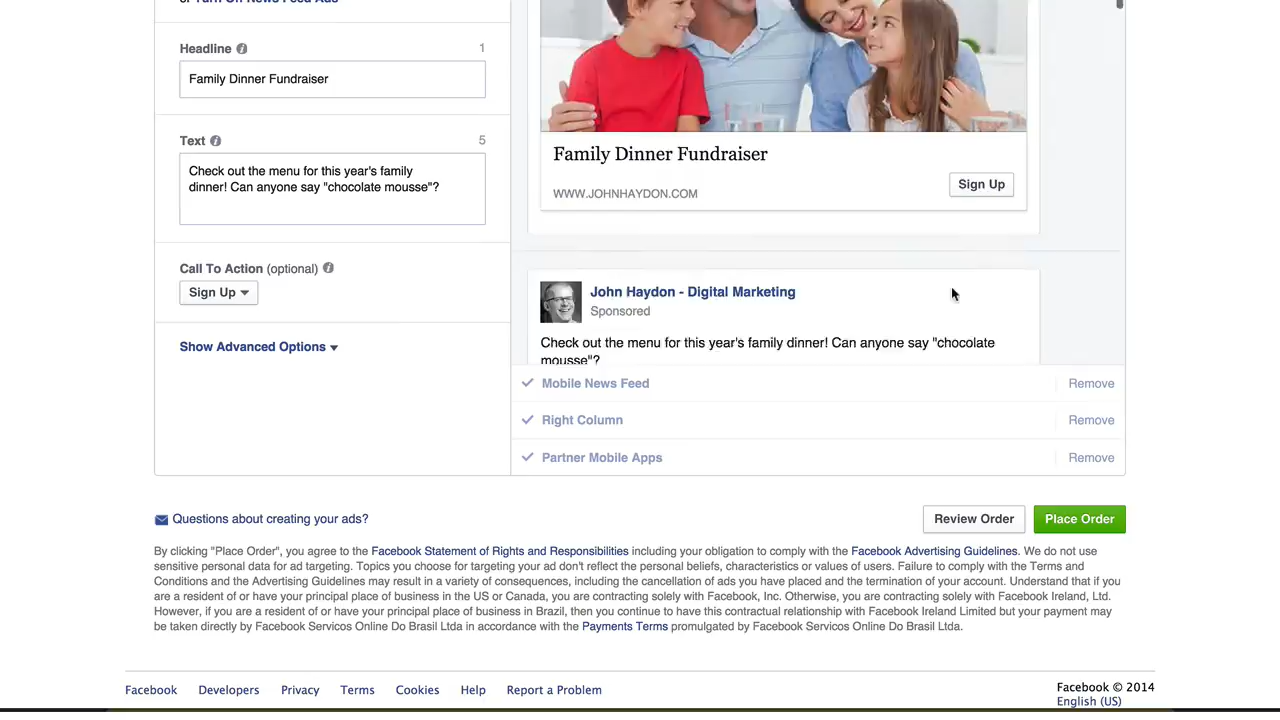 or Turn On News Feed Ads
Headline
1
Family Dinner Fundraiser
Text
5
Check out the menu for this year's family
dinner! Can anyone say "chocolate mousse"?
Call To Action (optional)
Sign Up
Show Advanced Options
Family Dinner Fundraiser
WWW.JOHNHAYDON.COM
Sign Up
John Haydon - Digital Marketing
Sponsored
Check out the menu for this year's family dinner! Can anyone say "chocolate
mousse"?
Mobile News Feed
Remove
Right Column
Remove
Partner Mobile Apps
Remove
Questions about creating your ads?
Review Order
Place Order
By clicking "Place Order", you agree to the Facebook Statement of Rights and Responsibilities including your obligation to comply with the Facebook Advertising Guidelines. We do not use
sensitive personal data for ad targeting. Topics you choose for targeting your ad don't reflect the personal beliefs, characteristics or values of users. Failure to comply with the Terms and
Conditions and the Advertising Guidelines may result in a variety of consequences, including the cancellation of ads you have placed and the termination of your account. Understand that if you
are a resident of or have your principal place of business in the US or Canada, you are contracting solely with Facebook, Inc. Otherwise, you are contracting solely with Facebook Ireland, Ltd.
However, if you are a resident of or have your principal place of business in Brazil, then you continue to have this contractual relationship with Facebook Ireland Limited but your payment may
be taken directly by Facebook Servicos Online Do Brasil Ltda in accordance with the Payments Terms promulgated by Facebook Servicos Online Do Brasil Ltda.
Facebook Developers Privacy Terms Cookies Help Report a Problem
Facebook © 2014
English (US)